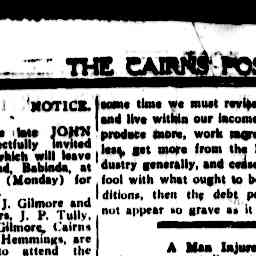 THE CAIRNS POS
NOTICE.
late JOHN
ectfully invited
which will leave
nd, Babinda, at
(Monday) for
J. Gilmore and
rs, J. P. Tully,
Gilmore, Cairns
Hemmings, are
to attend the
some time we must revise
and live within our income
produce more, work more
less, get more from the
dustry generally, and cease
fool with what ought to b
ditions, then the debt p
not appear so grave as it
A Man Injure